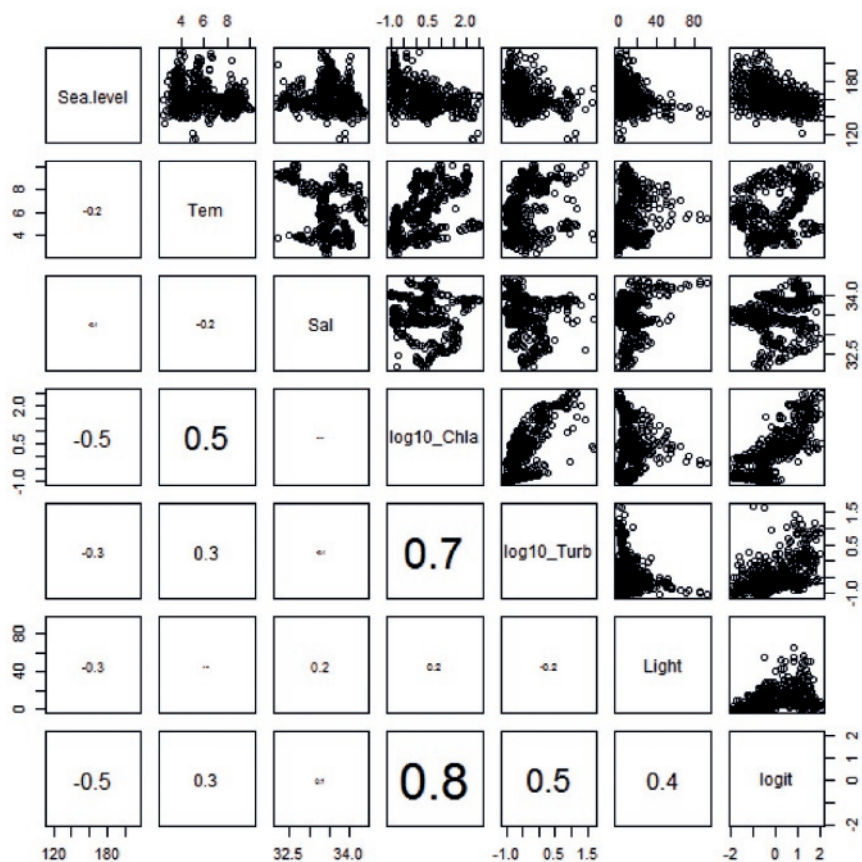 4 6 8 -1.0 0.5 2.0 0 40 80
Sea.level 120 180
4 6 8 -0.2 Tem
-0.2 Sal 32.5 34.0
-1.0 0.5 2.0 -0.5 0.5 log10_Chla
-0.3 0.3 0.7 log10_Turb -1.0 0.5 1.5
0 40 80 -0.3 0.2 0.2 -0.2 Light
-0.5 0.3 0.8 0.5 0.4 logit -2 0 1 2
120 180 32.5 34.0 -1.0 0.5 1.5 -2 0 1 2